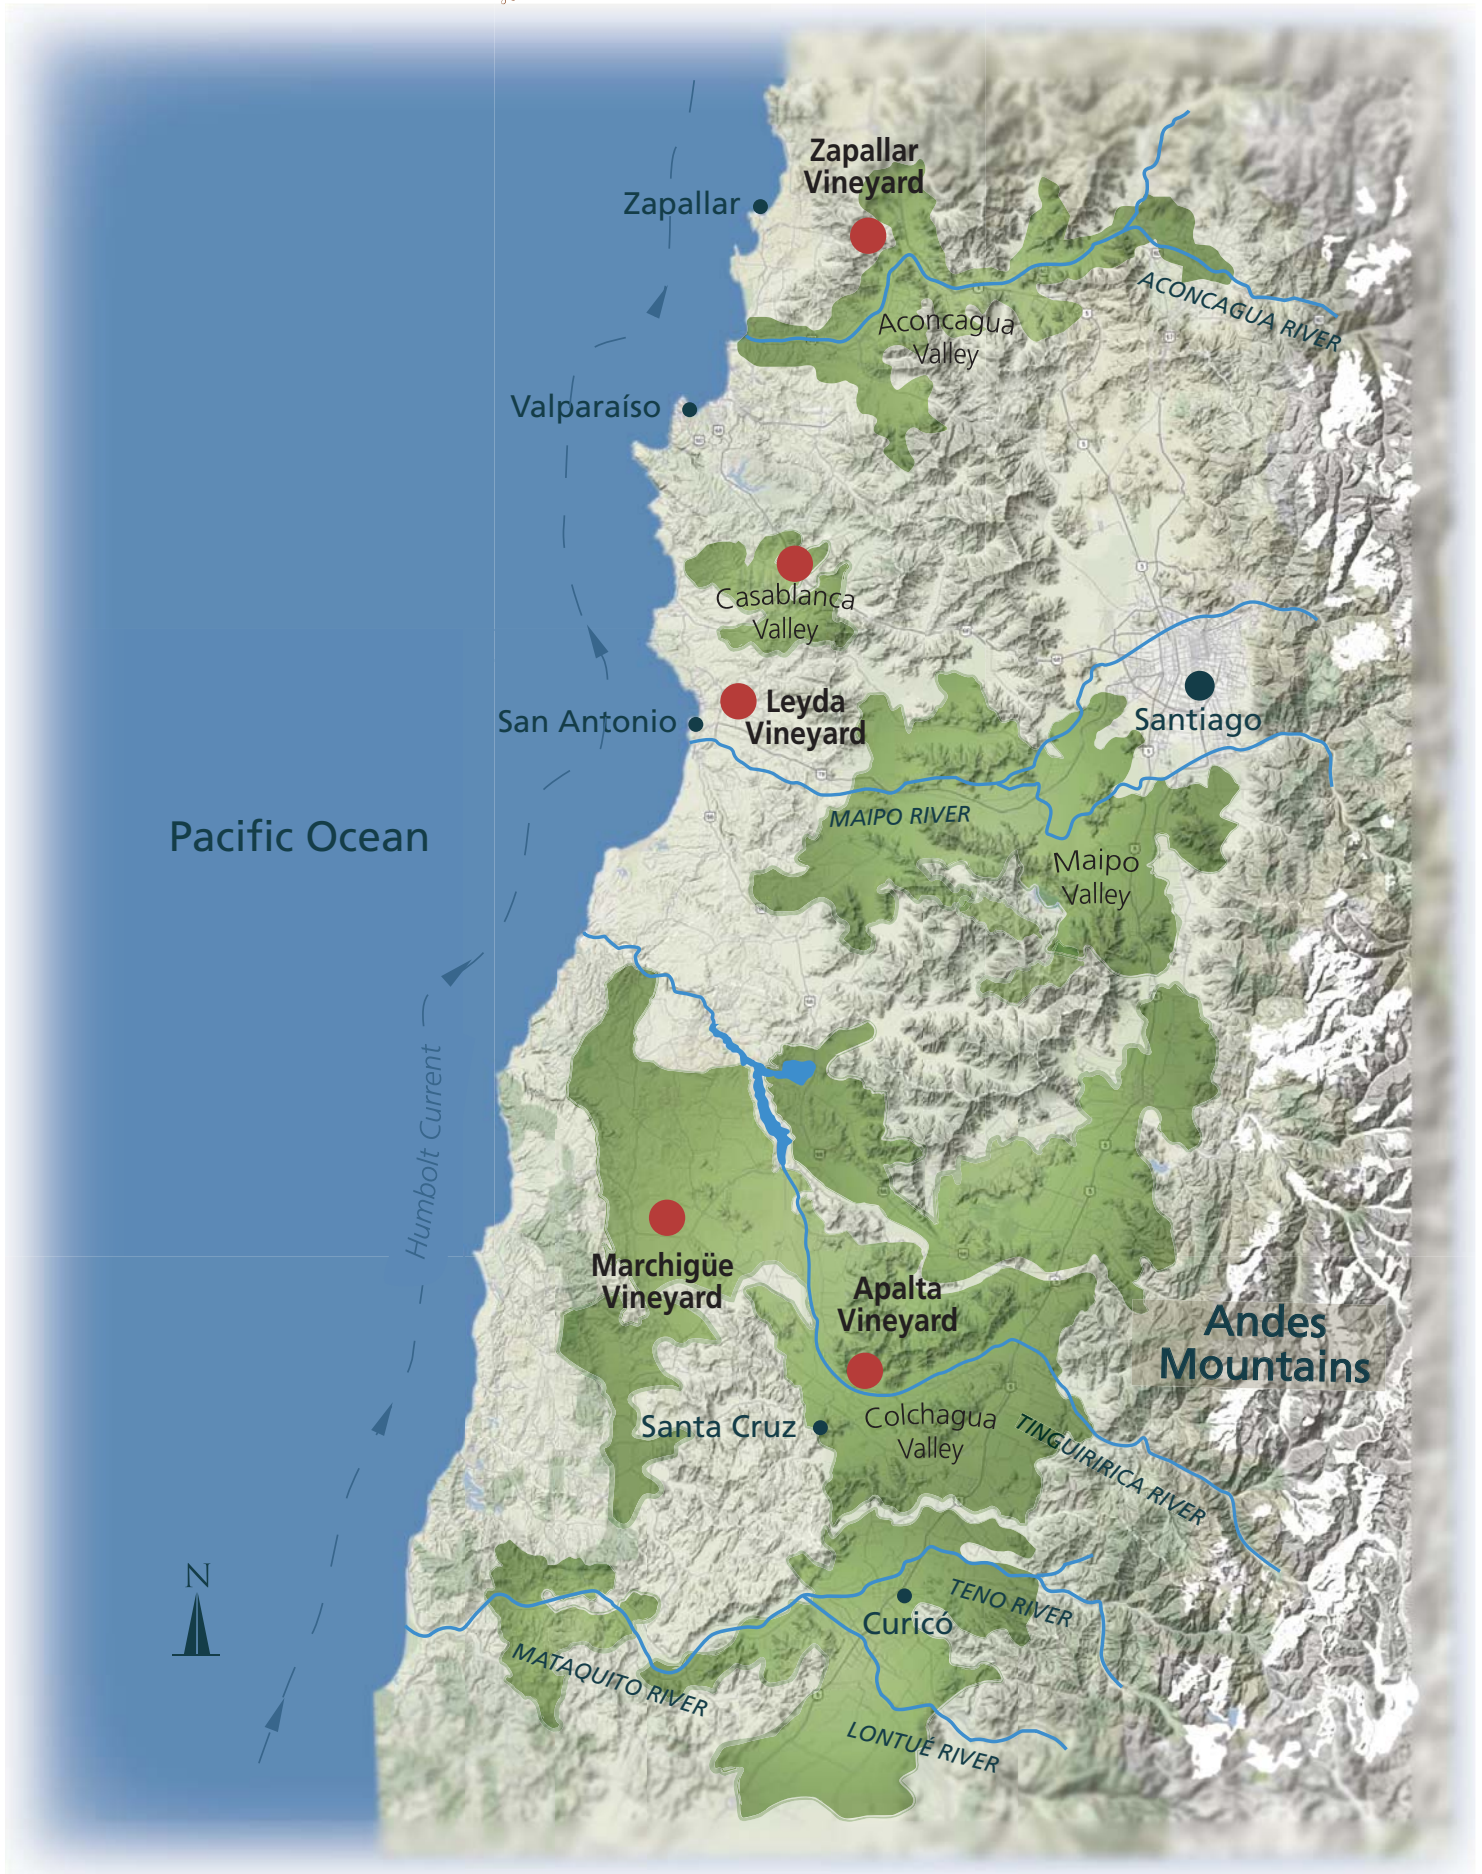 Zapallar
Vineyard
Zapallar
ACONCAGUA RIVER
Aconcagua
Valley
Valparaíso
Casablanca
Valley
Leyda
Vineyard
San Antonio
Santiago
MAIPO RIVER
Pacific Ocean
Maipo
Valley
Humbolt Current
Marchigüe
Vineyard
Apalta
Vineyard
Andes
Mountains
Santa Cruz
Colchagua
Valley
TINGUIRIRICA RIVER
N
TENO RIVER
Curicó
MATAQUITO RIVER
LONTUÉ RIVER